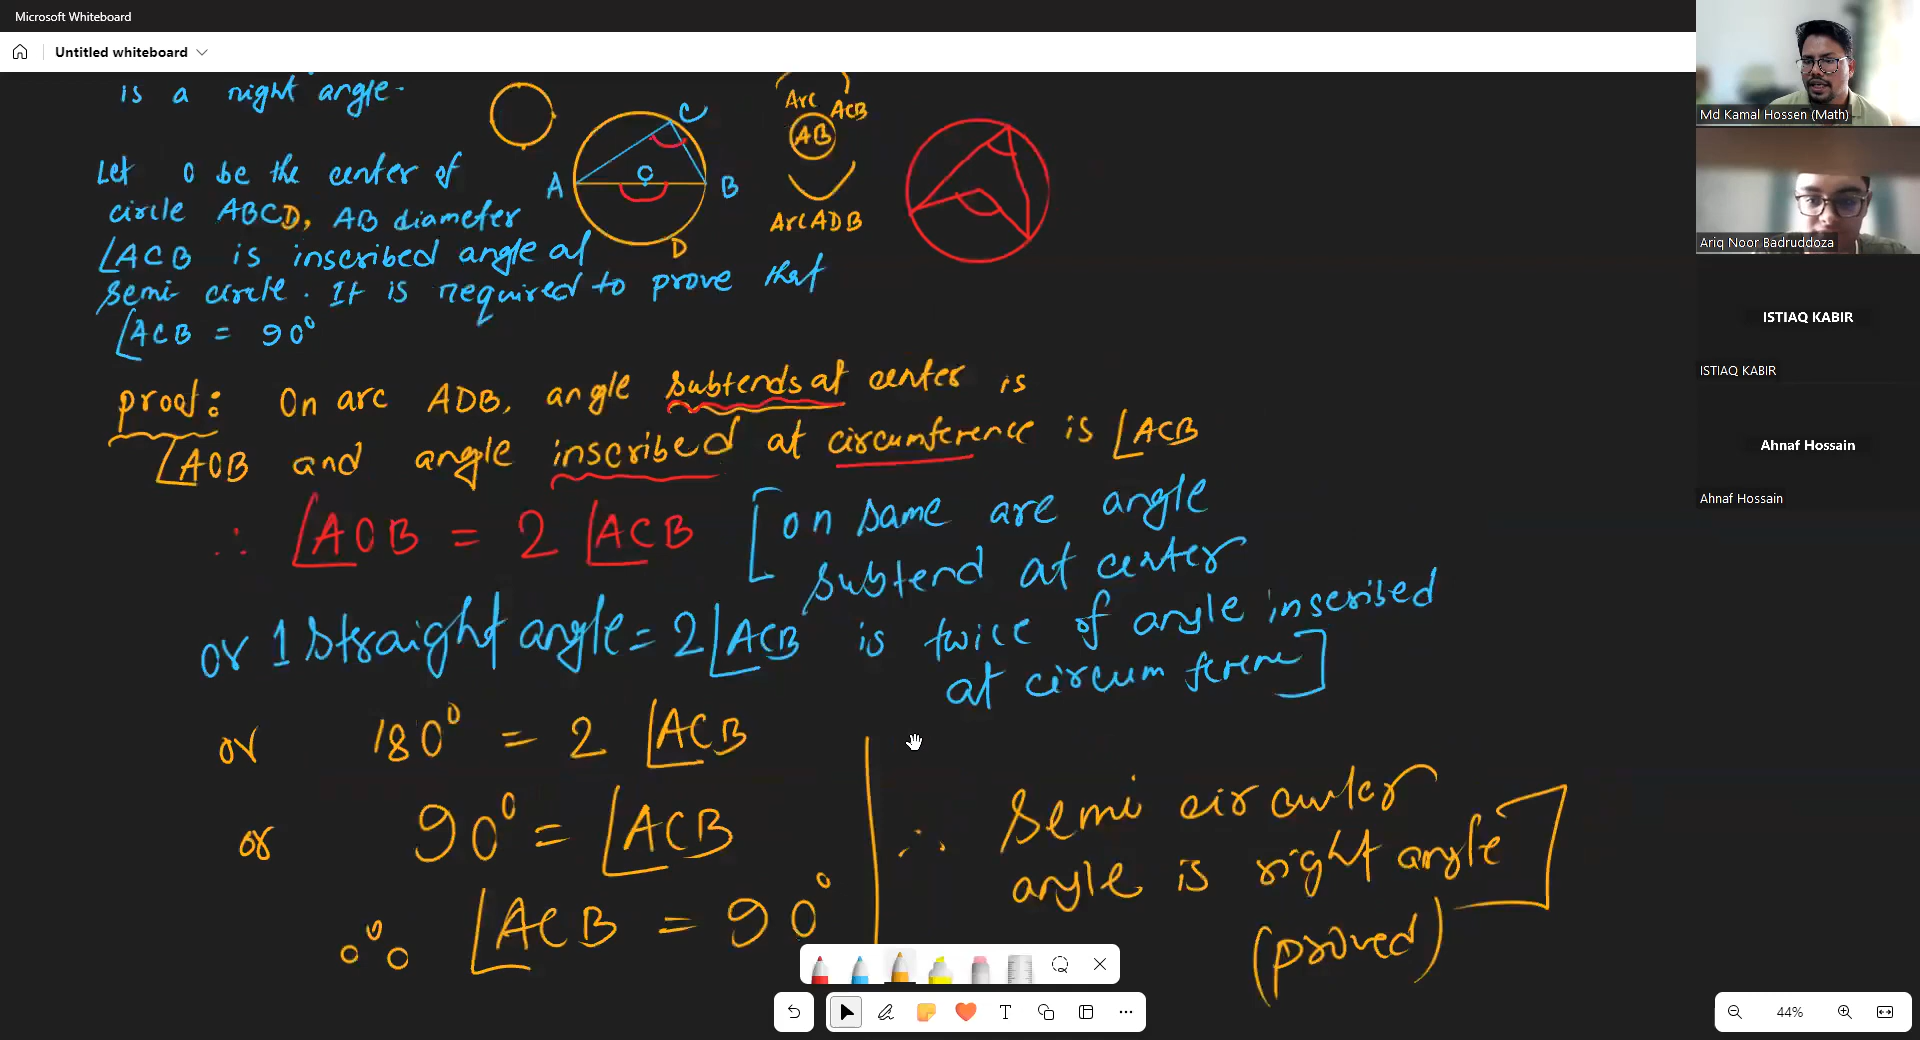 Microsoft Whiteboard
Untitled whiteboard
is a right angle.
Let O be the center of
circle ABCD, AB diameter
∠ACB is inscribed angle at
semi circle. It is required to prove that
∠ACB = 90°
C
O
A
B
D
Arc ACB
AB
Arc ADB
proof: On arc ADB, angle subtends at center is
∠AOB and angle inscribed at circumference is ∠ACB
∴ ∠AOB = 2 ∠ACB
[on same arc angle
subtend at center
is twice of angle inscribed
at circumference]
or 1 straight angle = 2∠ACB
or 180° = 2 ∠ACB
or 90° = ∠ACB
∴ ∠ACB = 90°
∴ semi circuler
angle is right angle
(proved)
Md Kamal Hossen (Math)
Ariq Noor Badruddoza
ISTIAQ KABIR
ISTIAQ KABIR
Ahnaf Hossain
Ahnaf Hossain
T
44%